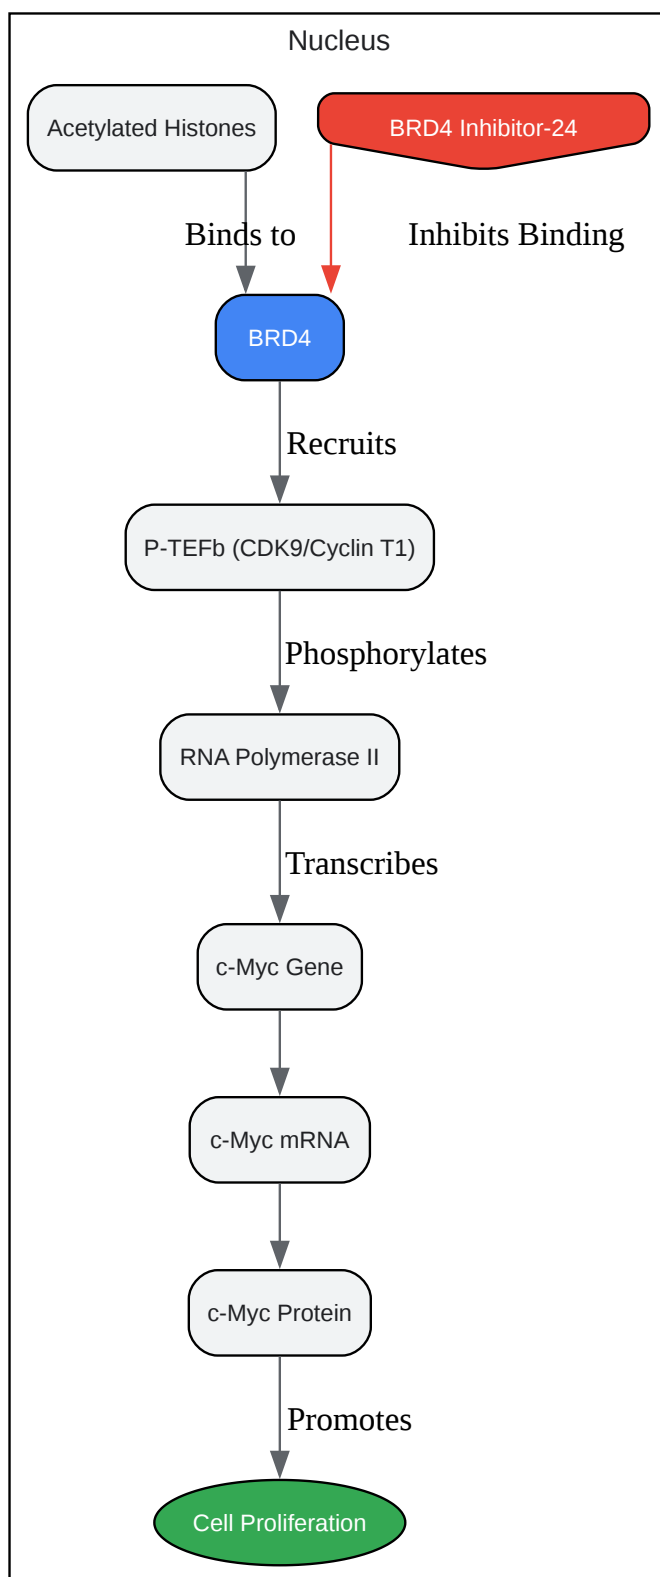 Nucleus
Acetylated Histones
BRD4 Inhibitor-24
Binds to
Inhibits Binding
BRD4
Recruits
P-TEFb (CDK9/Cyclin T1)
Phosphorylates
RNA Polymerase II
Transcribes
c-Myc Gene
c-Myc mRNA
c-Myc Protein
Promotes
Cell Proliferation